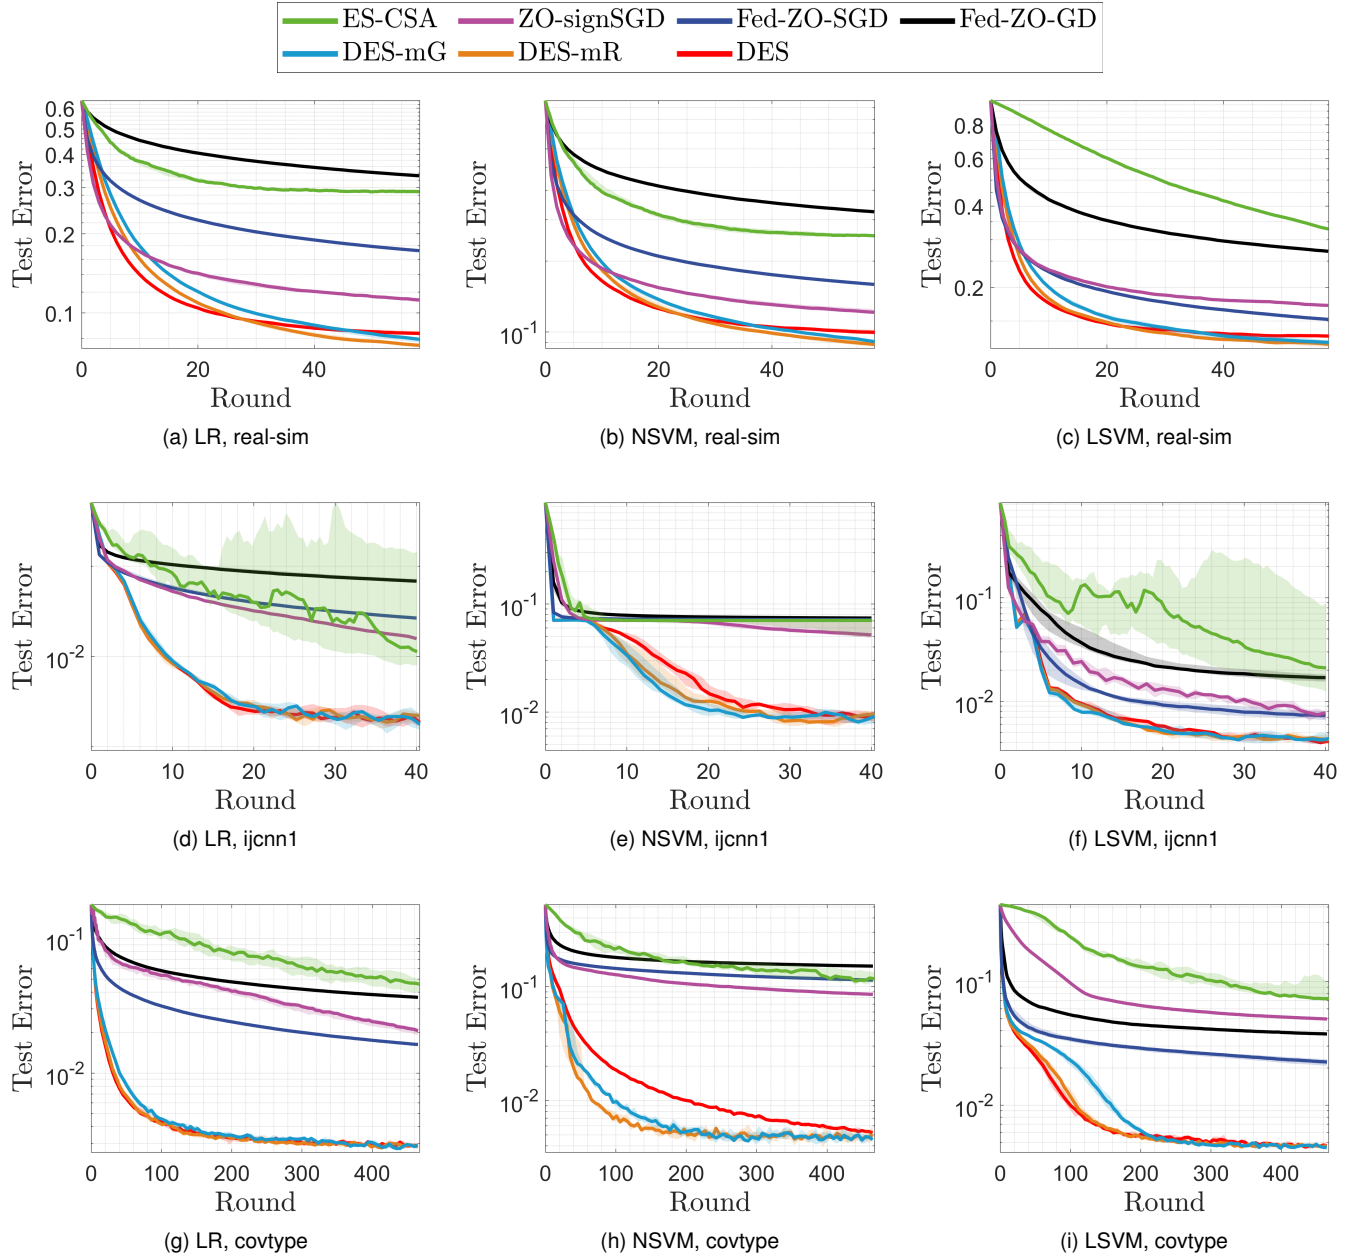 ES-CSA ZO-signSGD Fed-ZO-SGD Fed-ZO-GD
DES-mG DES-mR DES
0.6
0.5
0.4
0.3
0.2
0.1
Test Error
0 20 40
Round
(a) LR, real-sim
10^-1
Test Error
0 20 40
Round
(b) NSVM, real-sim
0.8
0.6
0.4
0.2
Test Error
0 20 40
Round
(c) LSVM, real-sim
10^-2
Test Error
0 10 20 30 40
Round
(d) LR, ijcnn1
10^-1
10^-2
Test Error
0 10 20 30 40
Round
(e) NSVM, ijcnn1
10^-1
10^-2
Test Error
0 10 20 30 40
Round
(f) LSVM, ijcnn1
10^-1
10^-2
Test Error
0 100 200 300 400
Round
(g) LR, covtype
10^-1
10^-2
Test Error
0 100 200 300 400
Round
(h) NSVM, covtype
10^-1
10^-2
Test Error
0 100 200 300 400
Round
(i) LSVM, covtype